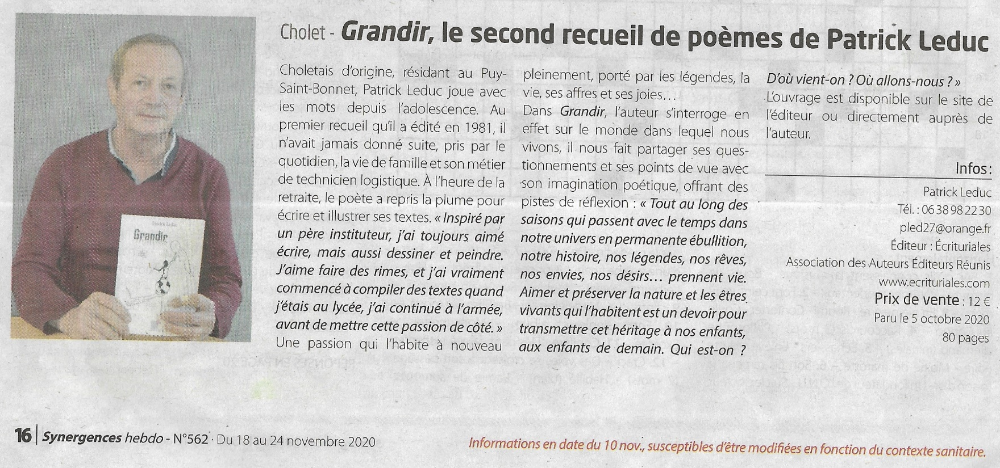 Cholet - Grandir, le second recueil de poèmes de Patrick Leduc
Choletais d'origine, résidant au Puy-
Saint-Bonnet, Patrick Leduc joue avec
les mots depuis l'adolescence. Au
premier recueil qu'il a édité en 1981, il
n'avait jamais donné suite, pris par le
quotidien, la vie de famille et son métier
de technicien logistique. À l'heure de la
retraite, le poète a repris la plume pour
écrire et illustrer ses textes. « Inspiré par
un père instituteur, j'ai toujours aimé
écrire, mais aussi dessiner et peindre.
J'aime faire des rimes, et j'ai vraiment
commencé à compiler des textes quand
j'étais au lycée, j'ai continué à l'armée,
avant de mettre cette passion de côté. »
Une passion qui l'habite à nouveau
pleinement, porté par les légendes, la
vie, ses affres et ses joies…
Dans Grandir, l'auteur s'interroge en
effet sur le monde dans lequel nous
vivons, il nous fait partager ses ques-
tionnements et ses points de vue avec
son imagination poétique, offrant des
pistes de réflexion : « Tout au long des
saisons qui passent avec le temps dans
notre univers en permanente ébullition,
notre histoire, nos légendes, nos rêves,
nos envies, nos désirs… prennent vie.
Aimer et préserver la nature et les êtres
vivants qui l'habitent est un devoir pour
transmettre cet héritage à nos enfants,
aux enfants de demain. Qui est-on ?
D'où vient-on ? Où allons-nous ? »
L'ouvrage est disponible sur le site de
l'éditeur ou directement auprès de
l'auteur.
Infos :
Patrick Leduc
Tél. : 06 38 98 22 30
pled27@orange.fr
Éditeur : Écrituriales
Association des Auteurs Éditeurs Réunis
www.ecrituriales.com
Prix de vente : 12 €
Paru le 5 octobre 2020
80 pages
Patrick Leduc
Grandir
16 | Synergences hebdo - N°562 · Du 18 au 24 novembre 2020
Informations en date du 10 nov., susceptibles d'être modifiées en fonction du contexte sanitaire.